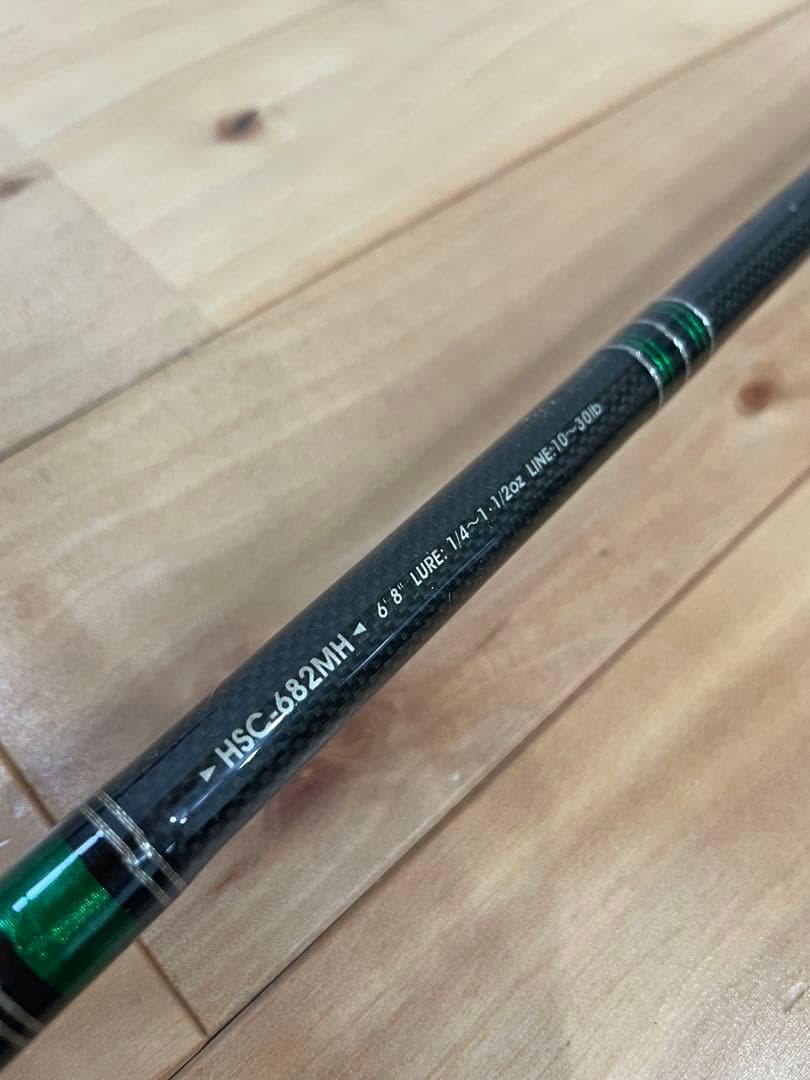 ▶ HSC-682MH ◀ 6'8" LURE: 1/4～1・1/2oz LINE:10～30lb